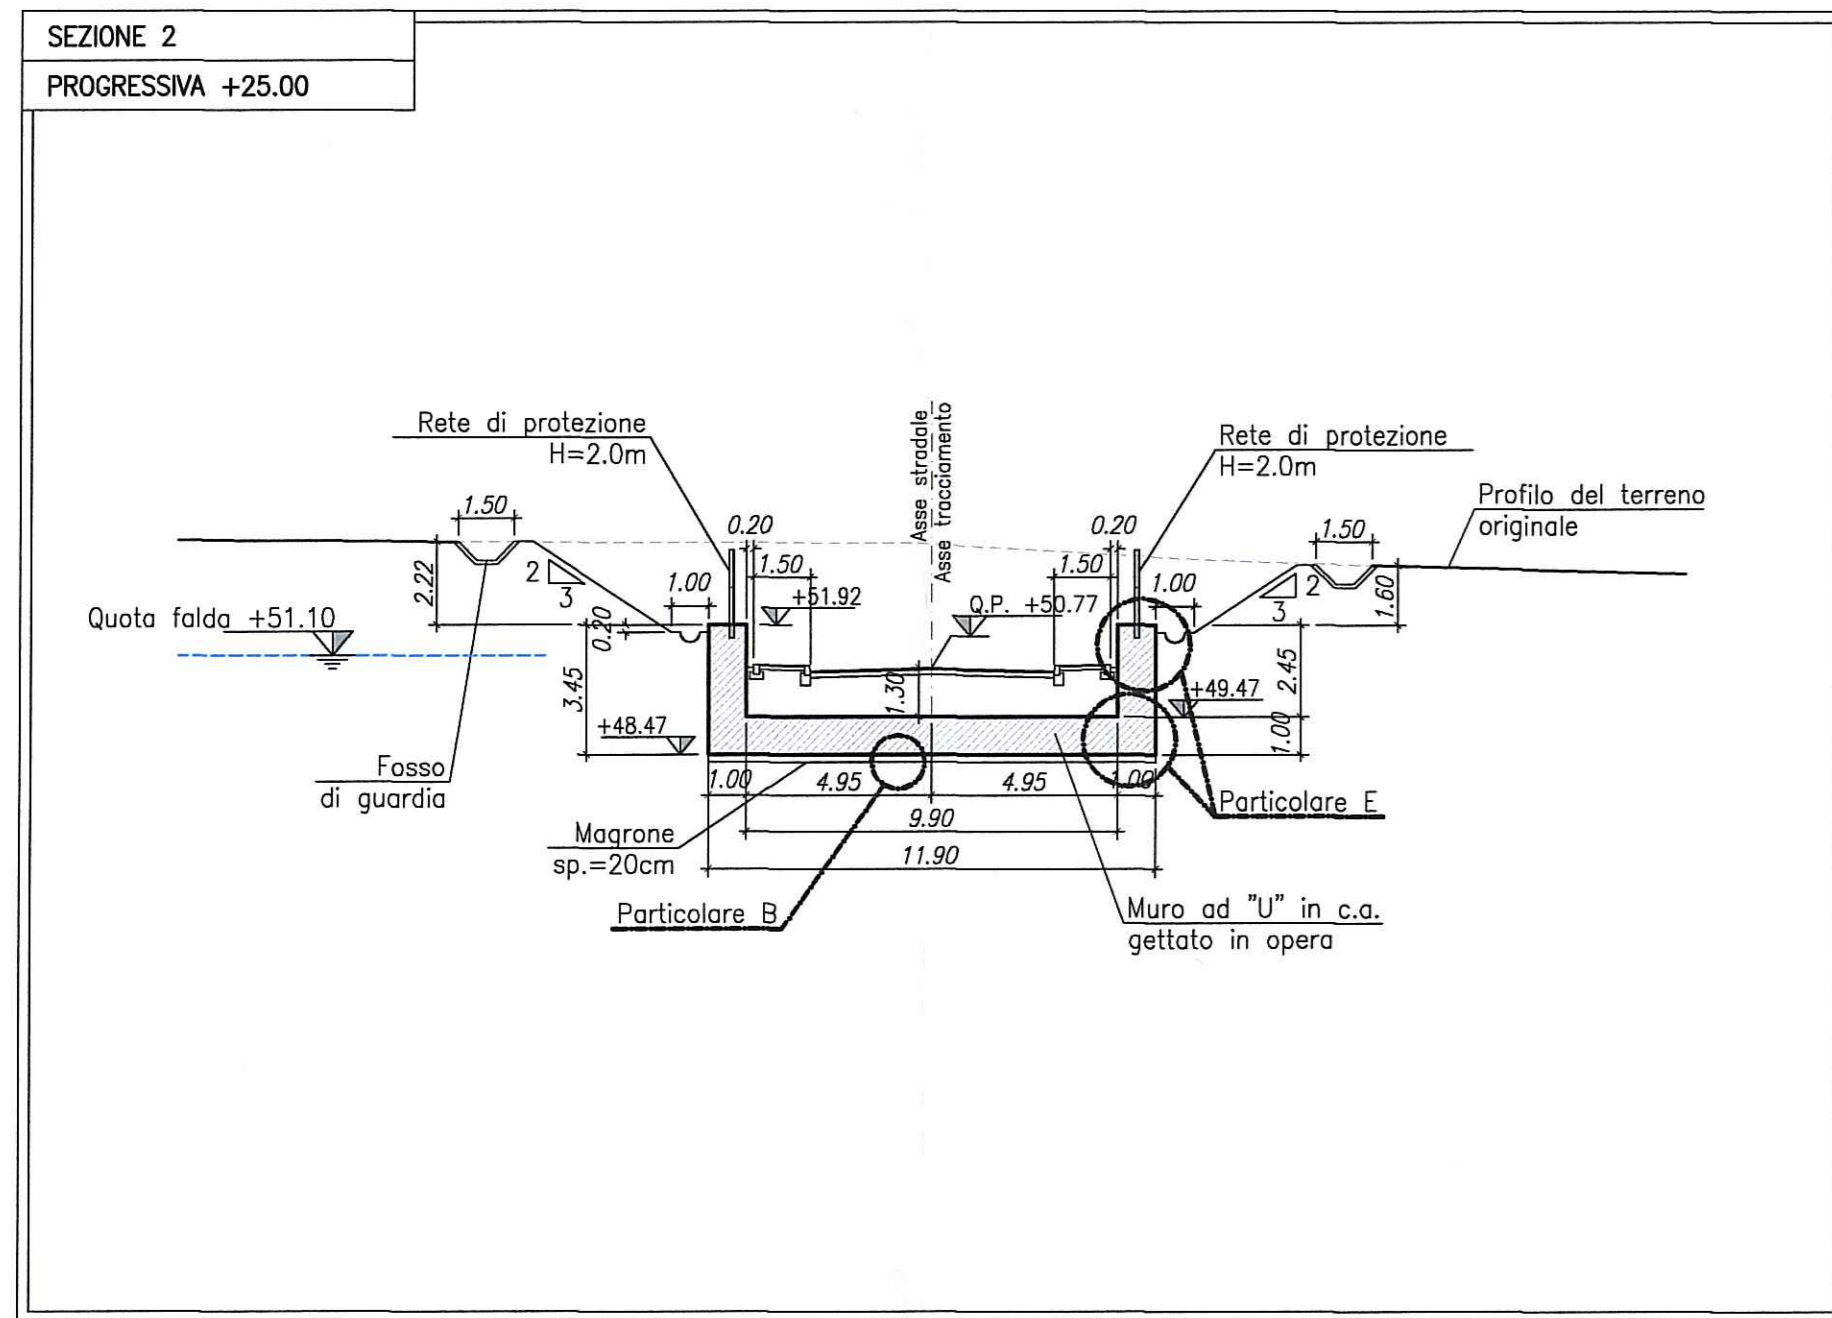 SEZIONE 2
PROGRESSIVA +25.00
Rete di protezione
H=2.0m
Asse stradale
Asse tracciamento
Rete di protezione
H=2.0m
Profilo del terreno
originale
1.50
0.20
0.20
1.50
1.50
1.50
2.22
2
3
1.00
+51.92
Q.P. +50.77
1.00
2
3
1.60
Quota falda +51.10
0.20
3.45
1.30
2.45
+49.47
+48.47
1.00
Fosso
di guardia
1.00
4.95
4.95
1.00
Particolare E
Magrone
sp.=20cm
9.90
11.90
Particolare B
Muro ad "U" in c.a.
gettato in opera